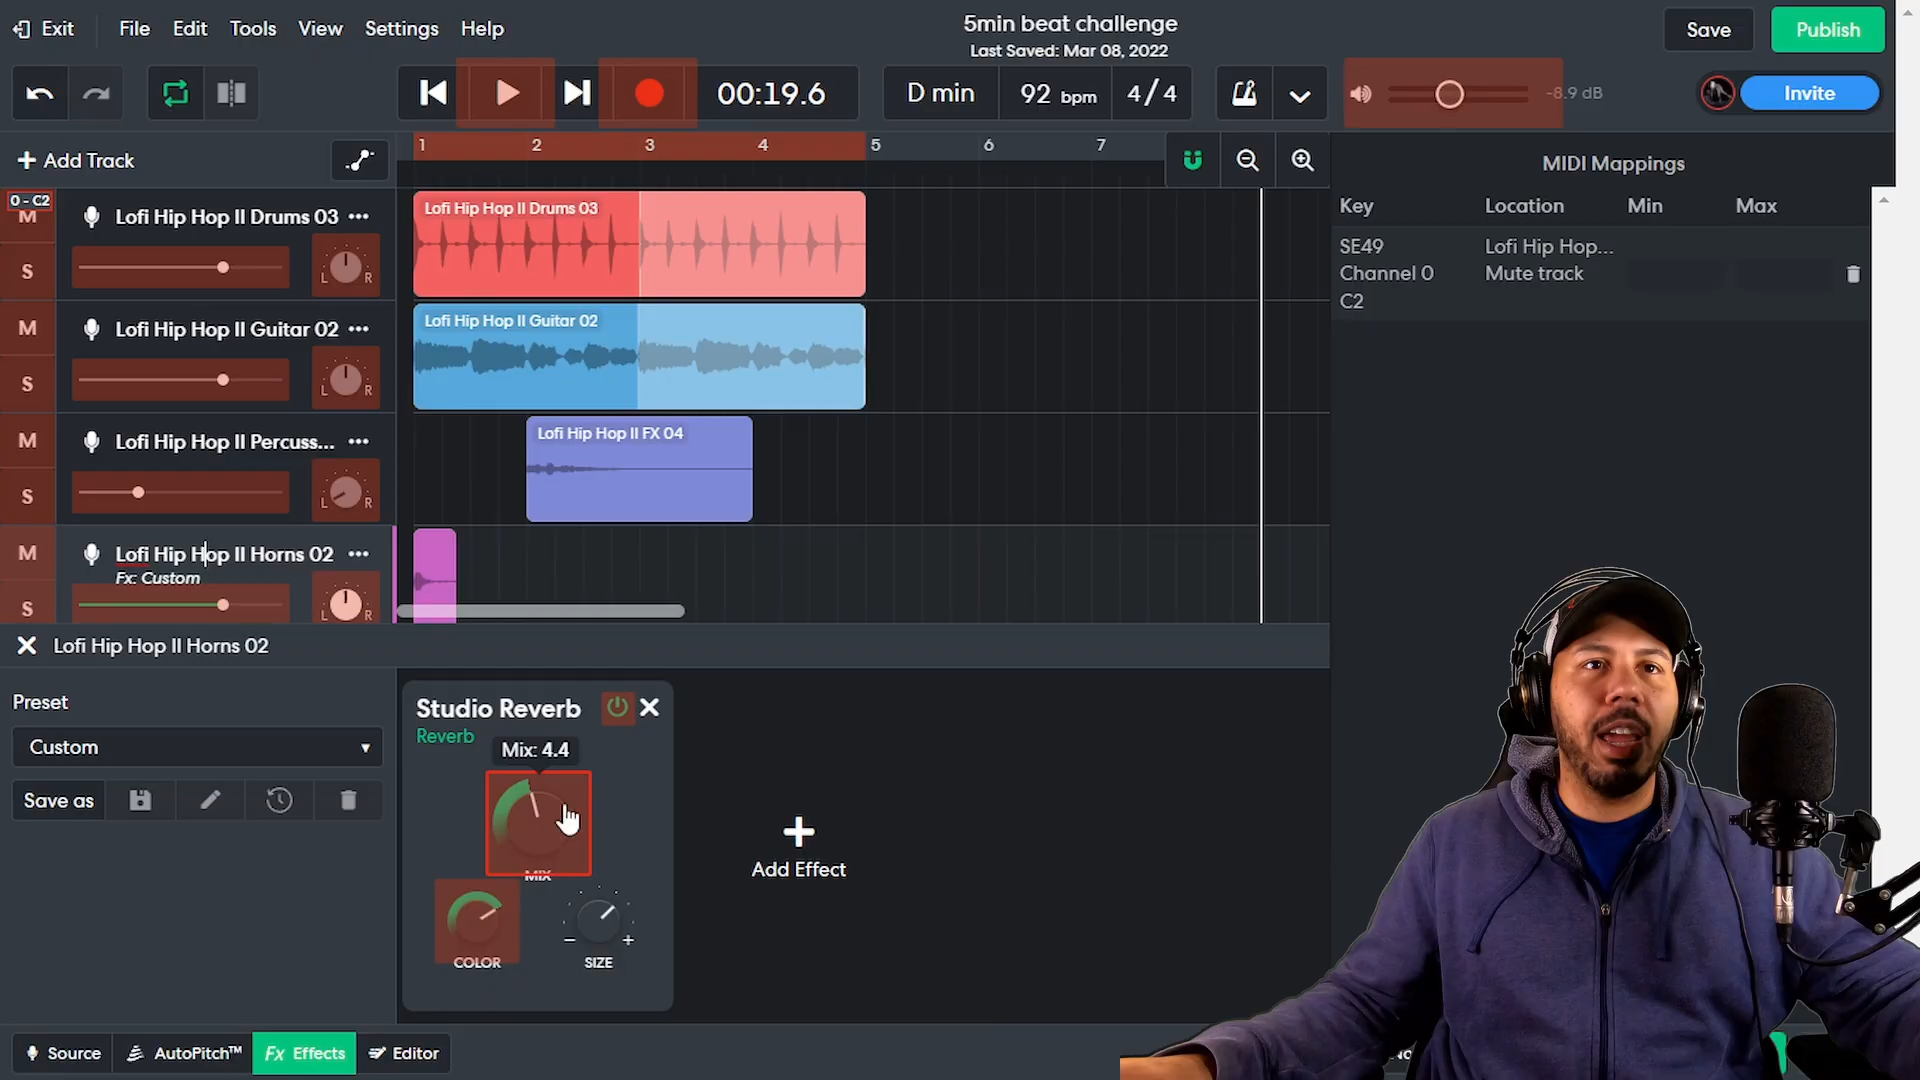 Exit
File
Edit
Tools
View
Settings
Help
5min beat challenge
Last Saved: Mar 08, 2022
Save
Publish
00:19.6
D min
92 bpm
4/4
-8.9 dB
Invite
Add Track
1
2
3
4
5
6
7
MIDI Mappings
Key
Location
Min
Max
SE49
Channel 0
C2
Lofi Hip Hop...
Mute track
0 - C2
M
Lofi Hip Hop II Drums 03
S
L
R
Lofi Hip Hop II Drums 03
M
Lofi Hip Hop II Guitar 02
S
L
R
Lofi Hip Hop II Guitar 02
M
Lofi Hip Hop II Percuss...
S
L
R
Lofi Hip Hop II FX 04
M
Lofi Hip Hop II Horns 02
Fx: Custom
S
L
R
Lofi Hip Hop II Horns 02
Preset
Custom
Save as
Studio Reverb
Reverb
Mix: 4.4
MIX
COLOR
SIZE
Add Effect
Source
AutoPitch™
Fx Effects
Editor